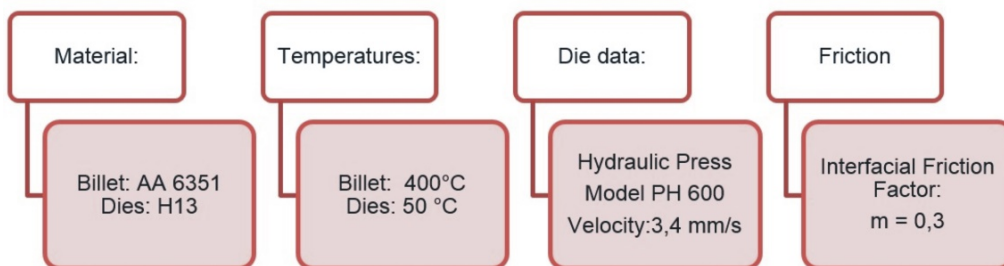 Material:
Billet: AA 6351
Dies: H13
Temperatures:
Billet:  400°C
Dies: 50 °C
Die data:
Hydraulic Press
Model PH 600
Velocity:3,4 mm/s
Friction
Interfacial Friction
Factor:
m = 0,3